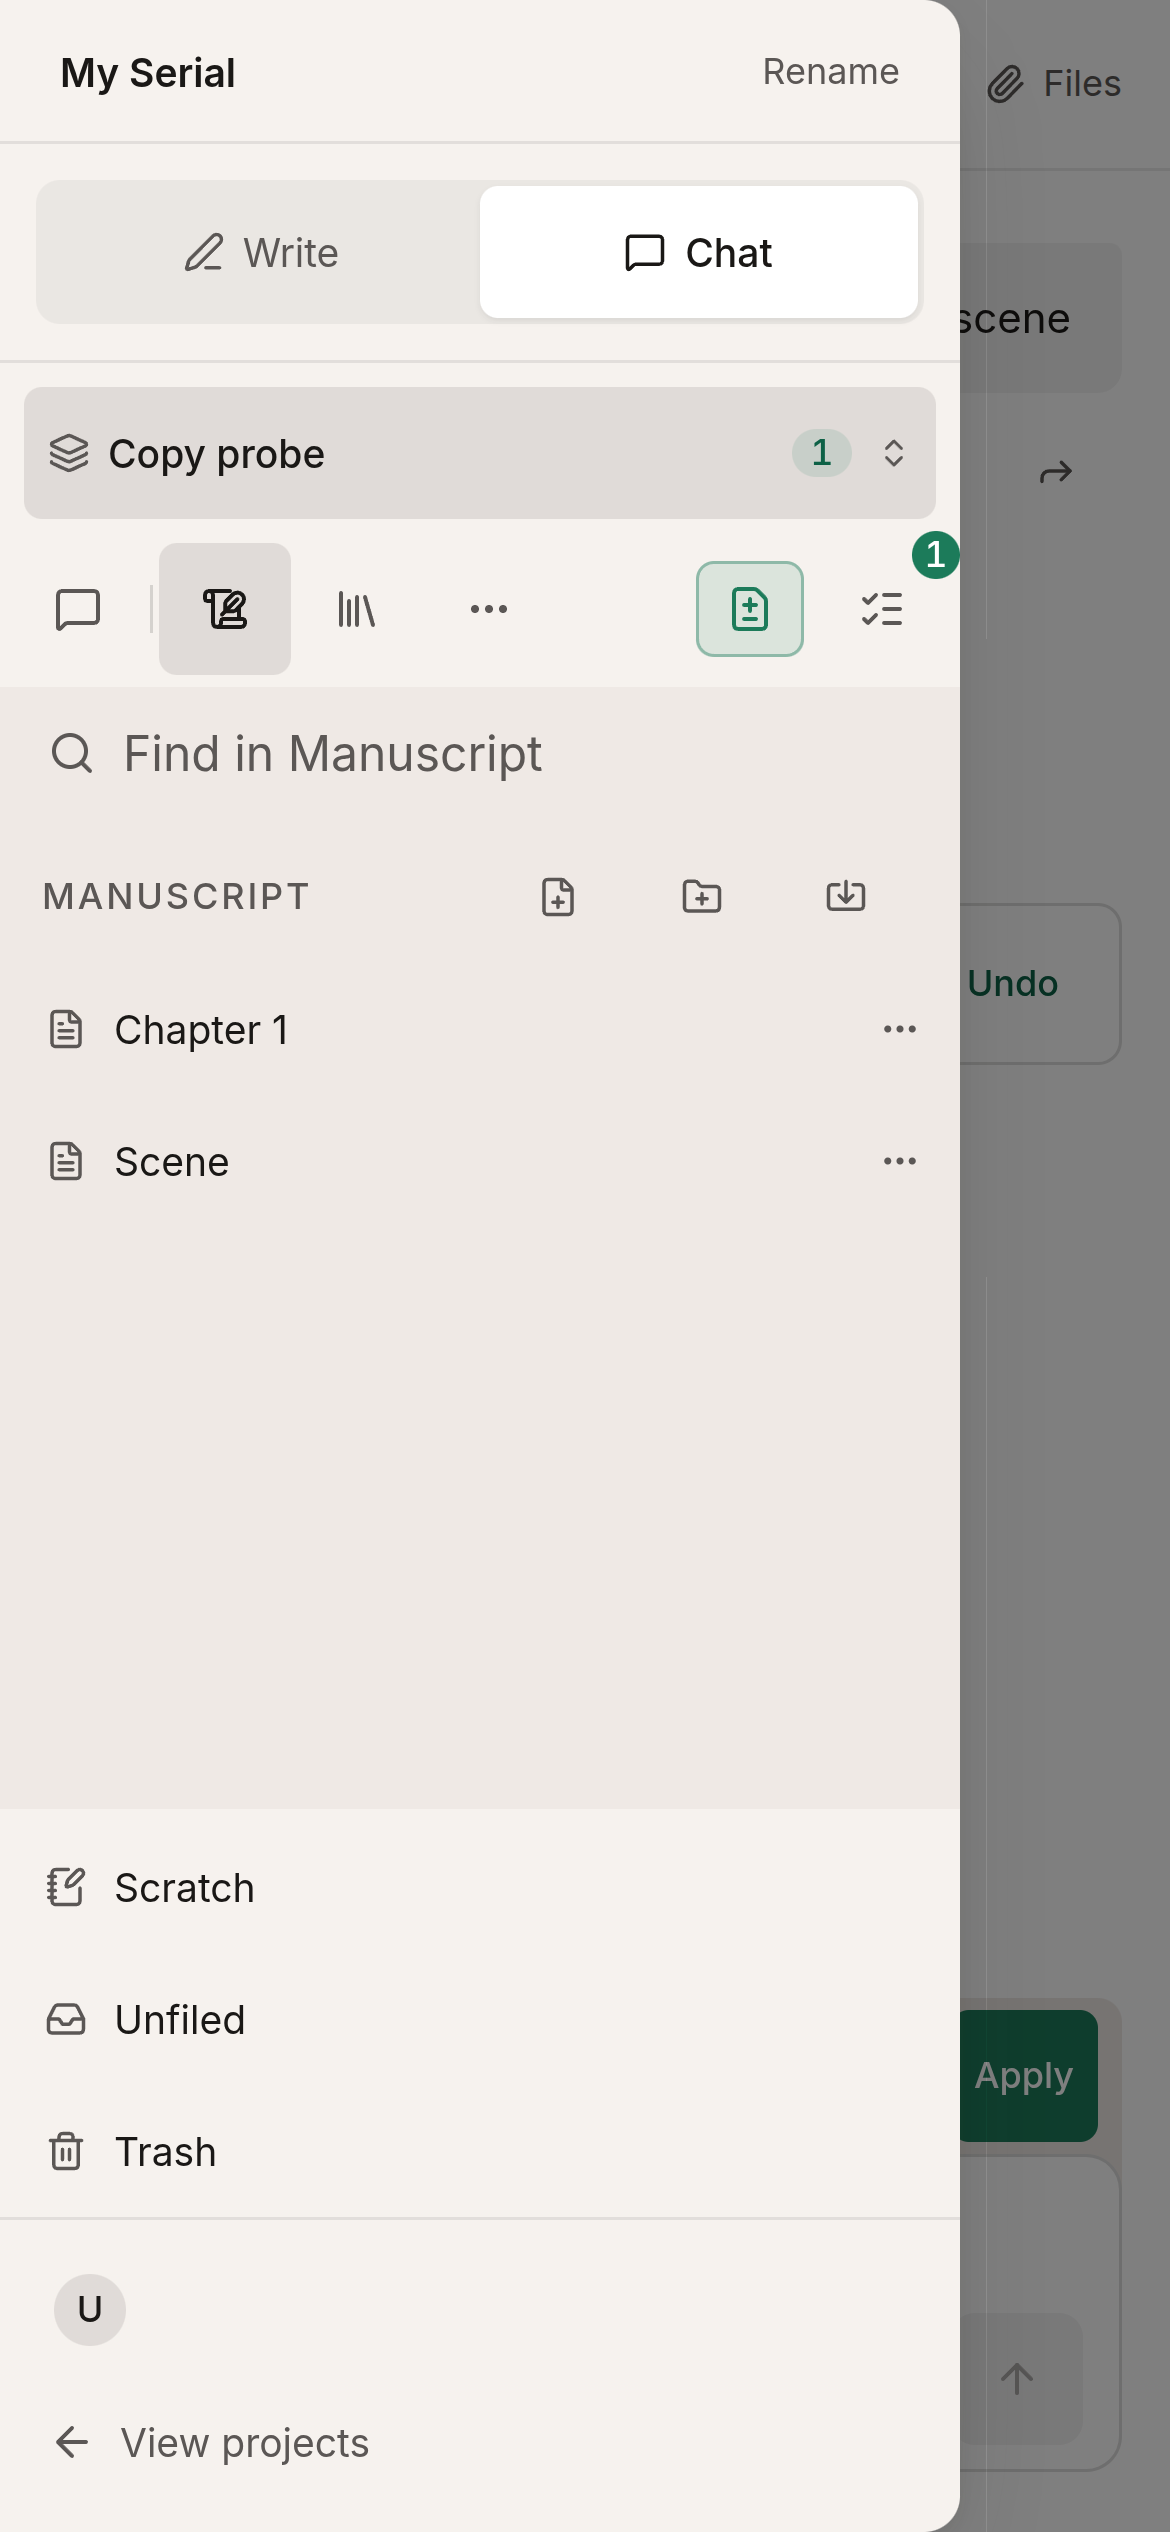 My Serial
Rename
Files
Write
Chat
scene
Copy probe
1
1
Find in Manuscript
MANUSCRIPT
Undo
Chapter 1
Scene
Scratch
Unfiled
Apply
Trash
U
View projects